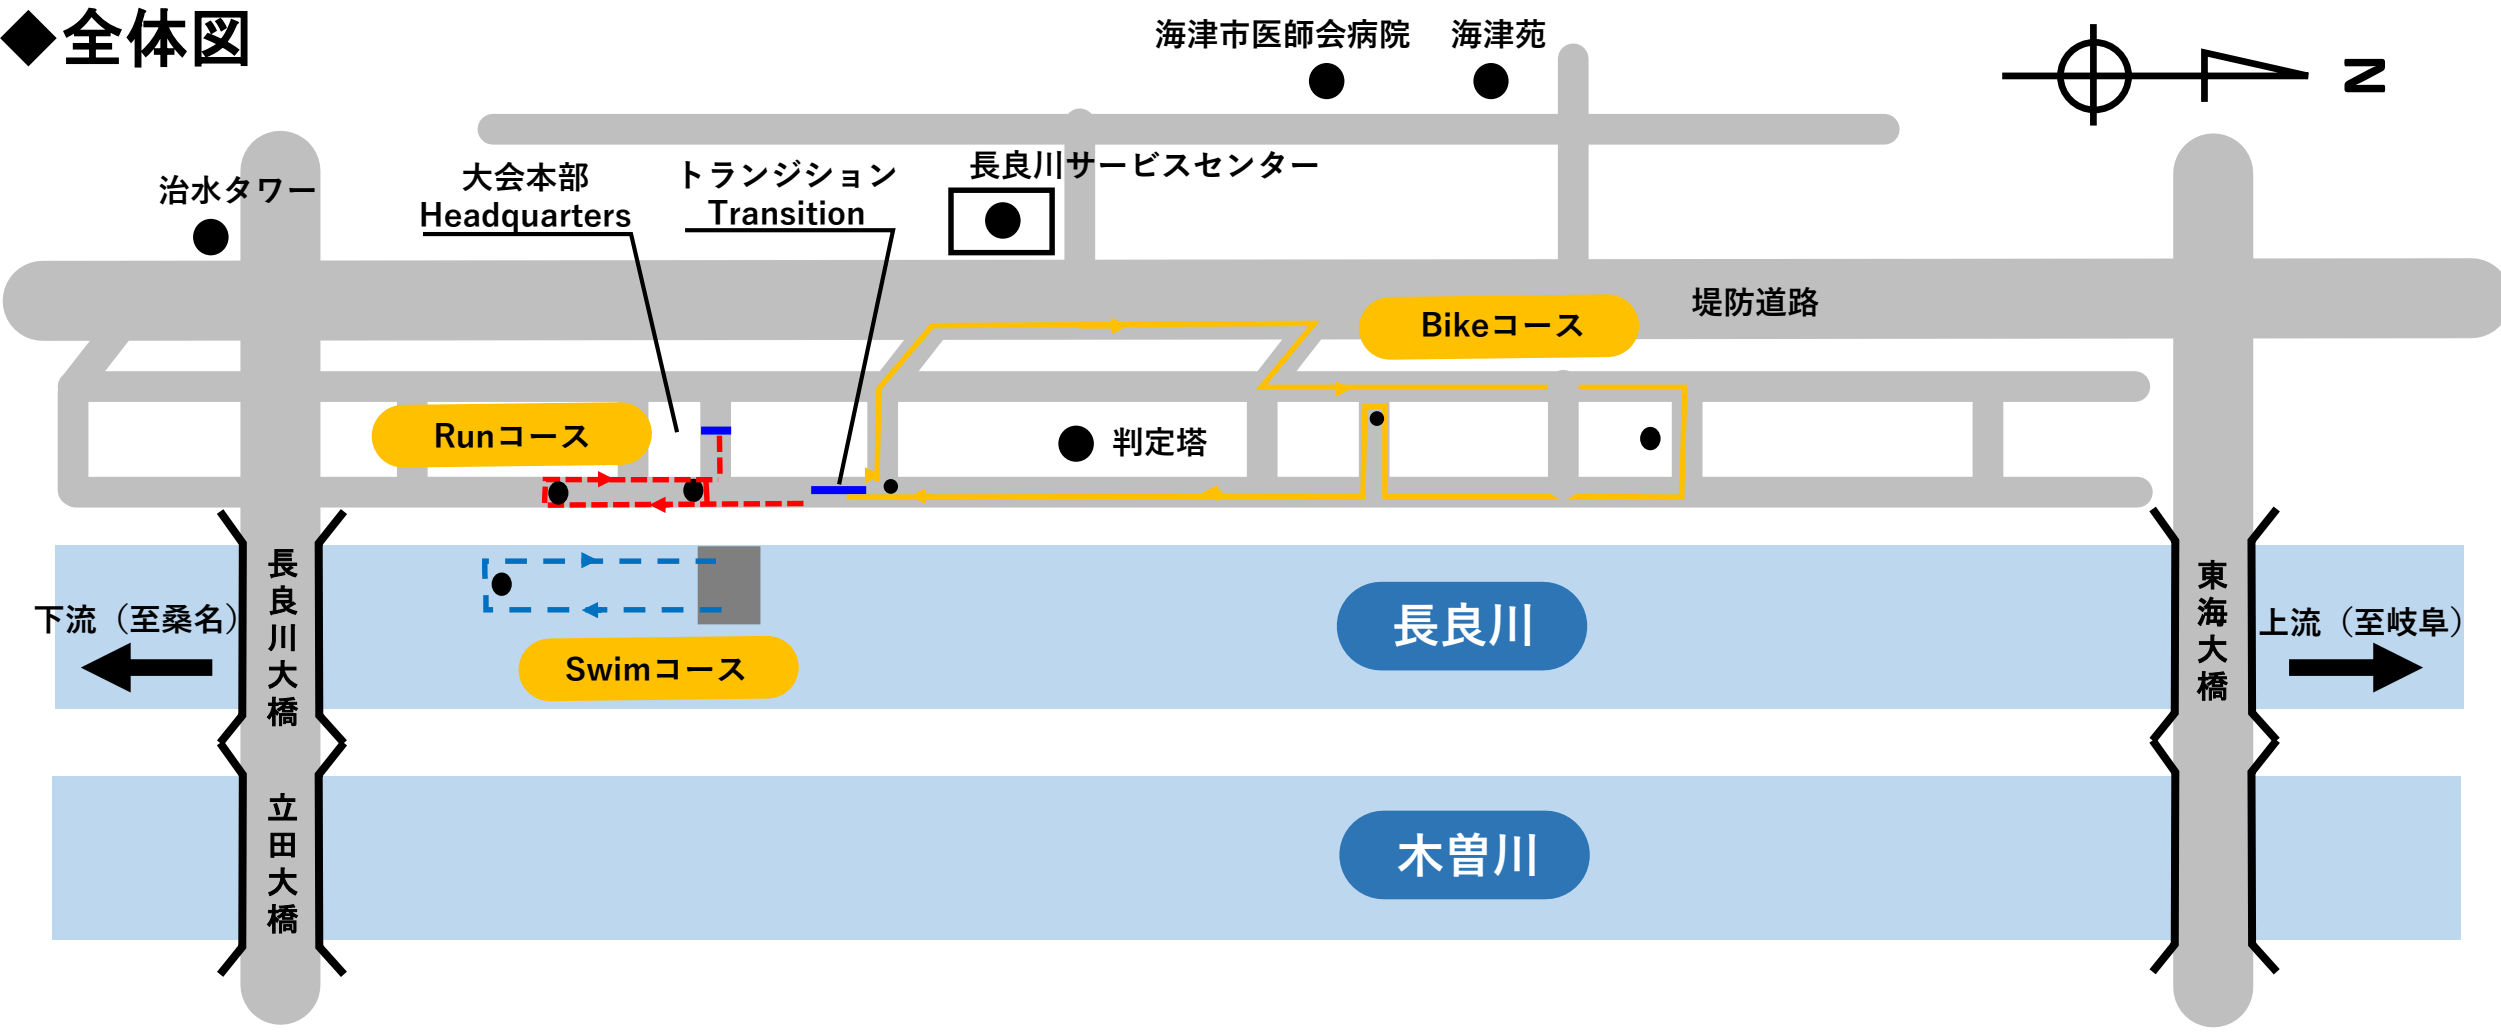 ◆全体図
海津市医師会病院
海津苑
N
治水タワー
大会本部
Headquarters
トランジション
Transition
長良川サービスセンター
堤防道路
Bikeコース
Runコース
判定塔
長良川大橋
東海大橋
下流（至桑名）
上流（至岐阜）
長良川
Swimコース
立田大橋
木曽川